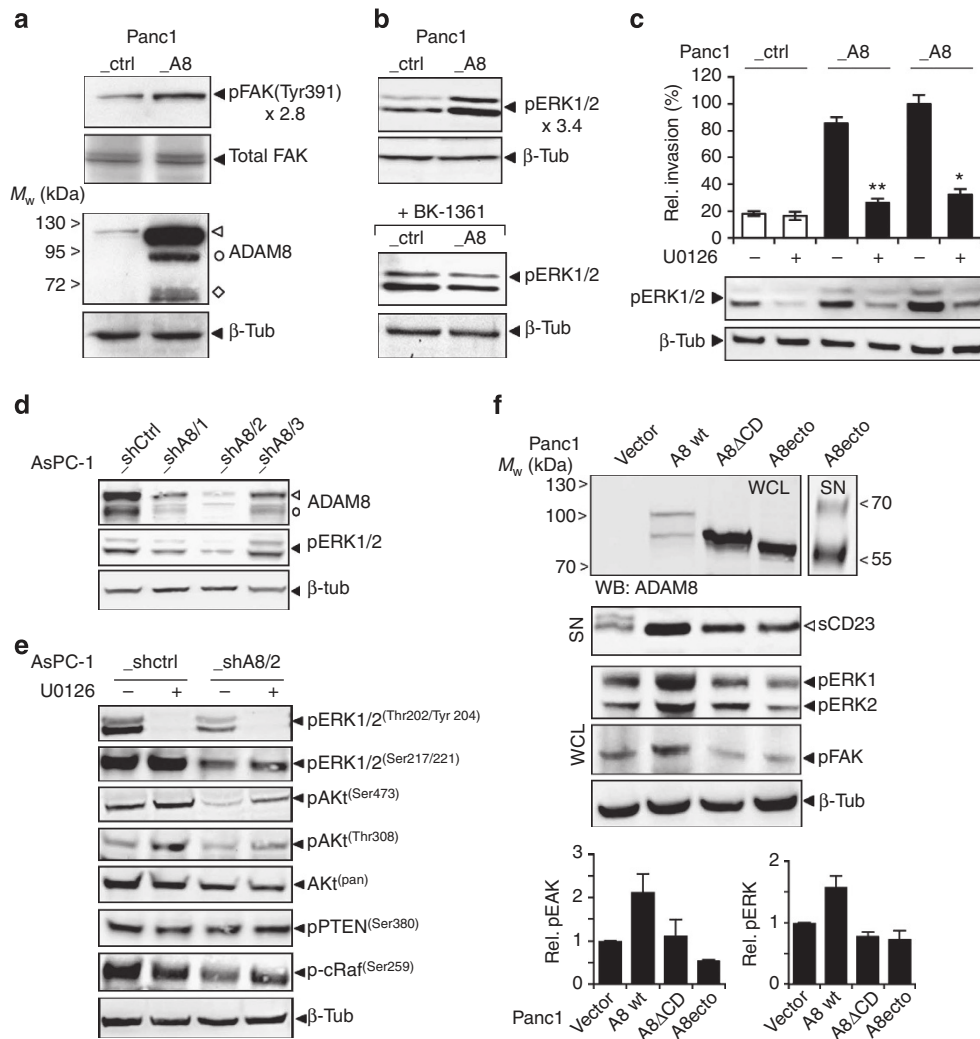 a
Panc1
_ctrl _A8
pFAK(Tyr391)
x 2.8
Total FAK
Mw (kDa)
130 >
95 >
72 >
ADAM8
β-Tub
b
Panc1
_ctrl _A8
pERK1/2
x 3.4
β-Tub
+ BK-1361
_ctrl _A8
pERK1/2
β-Tub
c
Panc1 _ctrl _A8 _A8
Rel. invasion (%)
120
100
80
60
40
20
0
** *
U0126 – + – + – +
pERK1/2
β-Tub
d
AsPC-1 _shCtrl _shA8/1 _shA8/2 _shA8/3
ADAM8
pERK1/2
β-tub
e
AsPC-1 _shctrl _shA8/2
U0126 – + – +
pERK1/2(Thr202/Tyr 204)
pERK1/2(Ser217/221)
pAKt(Ser473)
pAKt(Thr308)
AKt(pan)
pPTEN(Ser380)
p-cRaf(Ser259)
β-Tub
f
Panc1 Vector A8 wt A8ΔCD A8ecto A8ecto
Mw (kDa)
130 >
100 >
70 >
WCL
SN
< 70
< 55
WB: ADAM8
SN
sCD23
WCL
pERK1
pERK2
pFAK
β-Tub
Rel. pEAK
3
2
1.5
1
0
Panc1 Vector A8 wt A8ΔCD A8ecto
Rel. pERK
2
1.5
1
0.5
0
Vector A8 wt A8ΔCD A8ecto